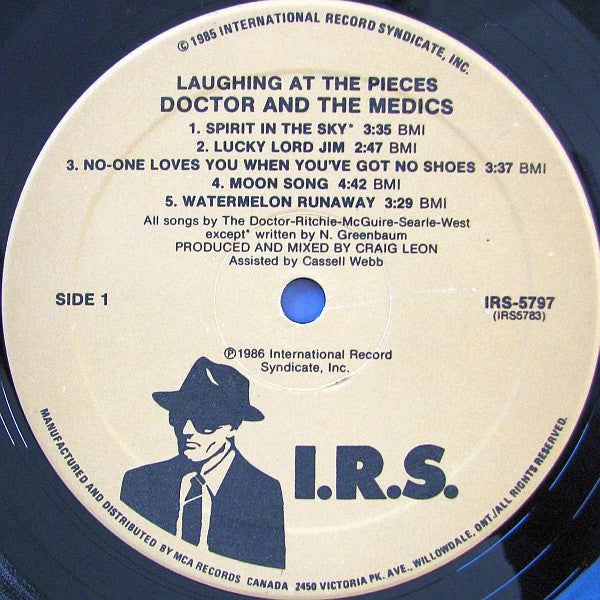 © 1985 INTERNATIONAL RECORD SYNDICATE, INC.
LAUGHING AT THE PIECES
DOCTOR AND THE MEDICS
1. SPIRIT IN THE SKY* 3:35 BMI
2. LUCKY LORD JIM 2:47 BMI
3. NO-ONE LOVES YOU WHEN YOU'VE GOT NO SHOES 3:37 BMI
4. MOON SONG 4:42 BMI
5. WATERMELON RUNAWAY 3:29 BMI
All songs by The Doctor-Ritchie-McGuire-Searle-West
except* written by N. Greenbaum
PRODUCED AND MIXED BY CRAIG LEON
Assisted by Cassell Webb
SIDE 1
IRS-5797
(IRS5783)
℗1986 International Record
Syndicate, Inc.
I.R.S.
MANUFACTURED AND DISTRIBUTED BY MCA RECORDS CANADA 2450 VICTORIA PK. AVE., WILLOWDALE, ONT./ALL RIGHTS RESERVED.